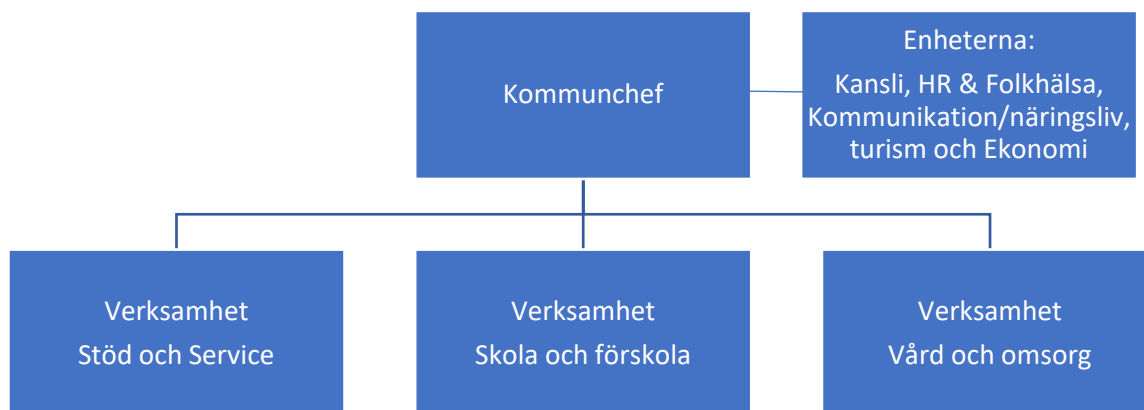 Kommunchef
Enheterna:
Kansli, HR & Folkhälsa,
Kommunikation/näringsliv,
turism och Ekonomi
Verksamhet
Stöd och Service
Verksamhet
Skola och förskola
Verksamhet
Vård och omsorg